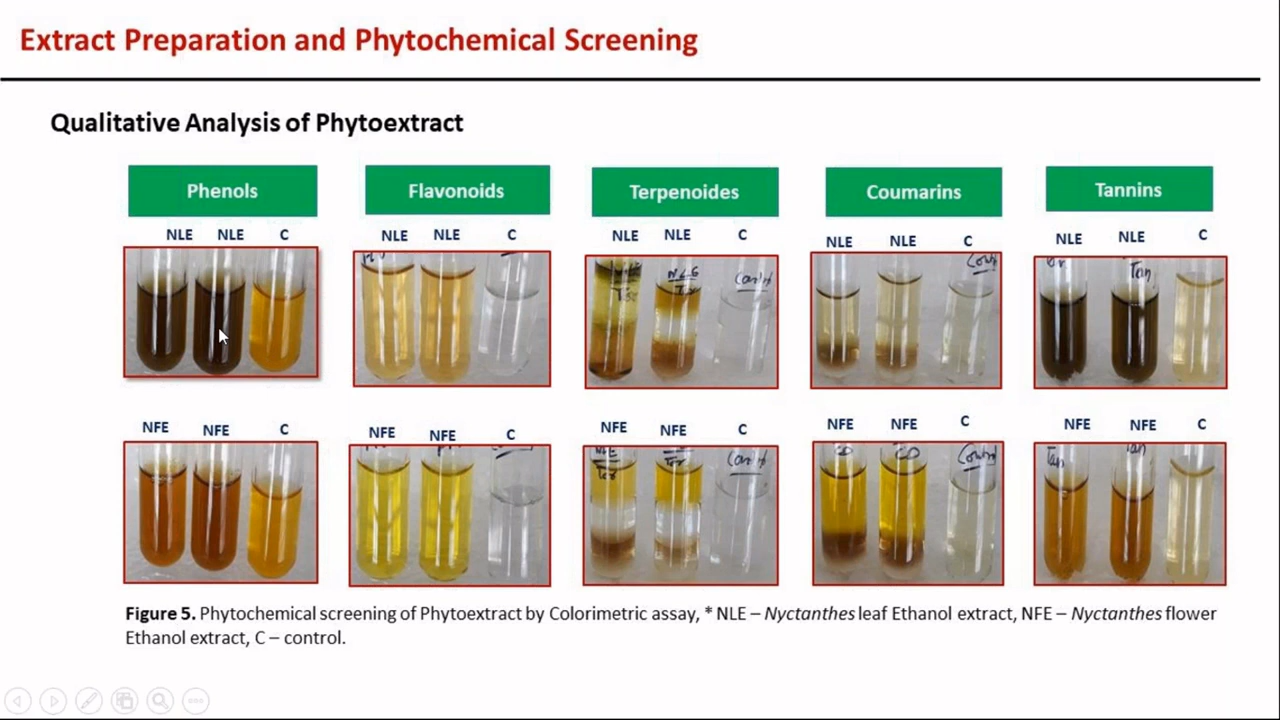 Extract Preparation and Phytochemical Screening
Qualitative Analysis of Phytoextract
Phenols Flavonoids Terpenoides Coumarins Tannins
NLE NLE C NLE NLE C NLE NLE C NLE NLE C NLE NLE C
Tan
NFE NFE C NFE NFE C NFE NFE C NFE NFE C NFE NFE C
Figure 5. Phytochemical screening of Phytoextract by Colorimetric assay, * NLE – Nyctanthes leaf Ethanol extract, NFE – Nyctanthes flower
Ethanol extract, C – control.